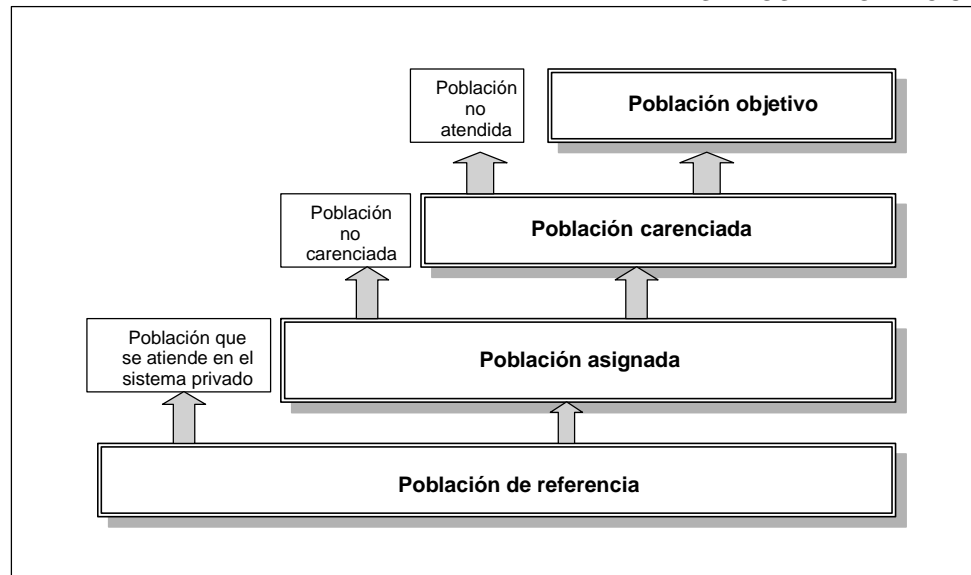 Población
no
atendida
Población objetivo
Población
no
carenciada
Población carenciada
Población que
se atiende en el
sistema privado
Población asignada
Población de referencia